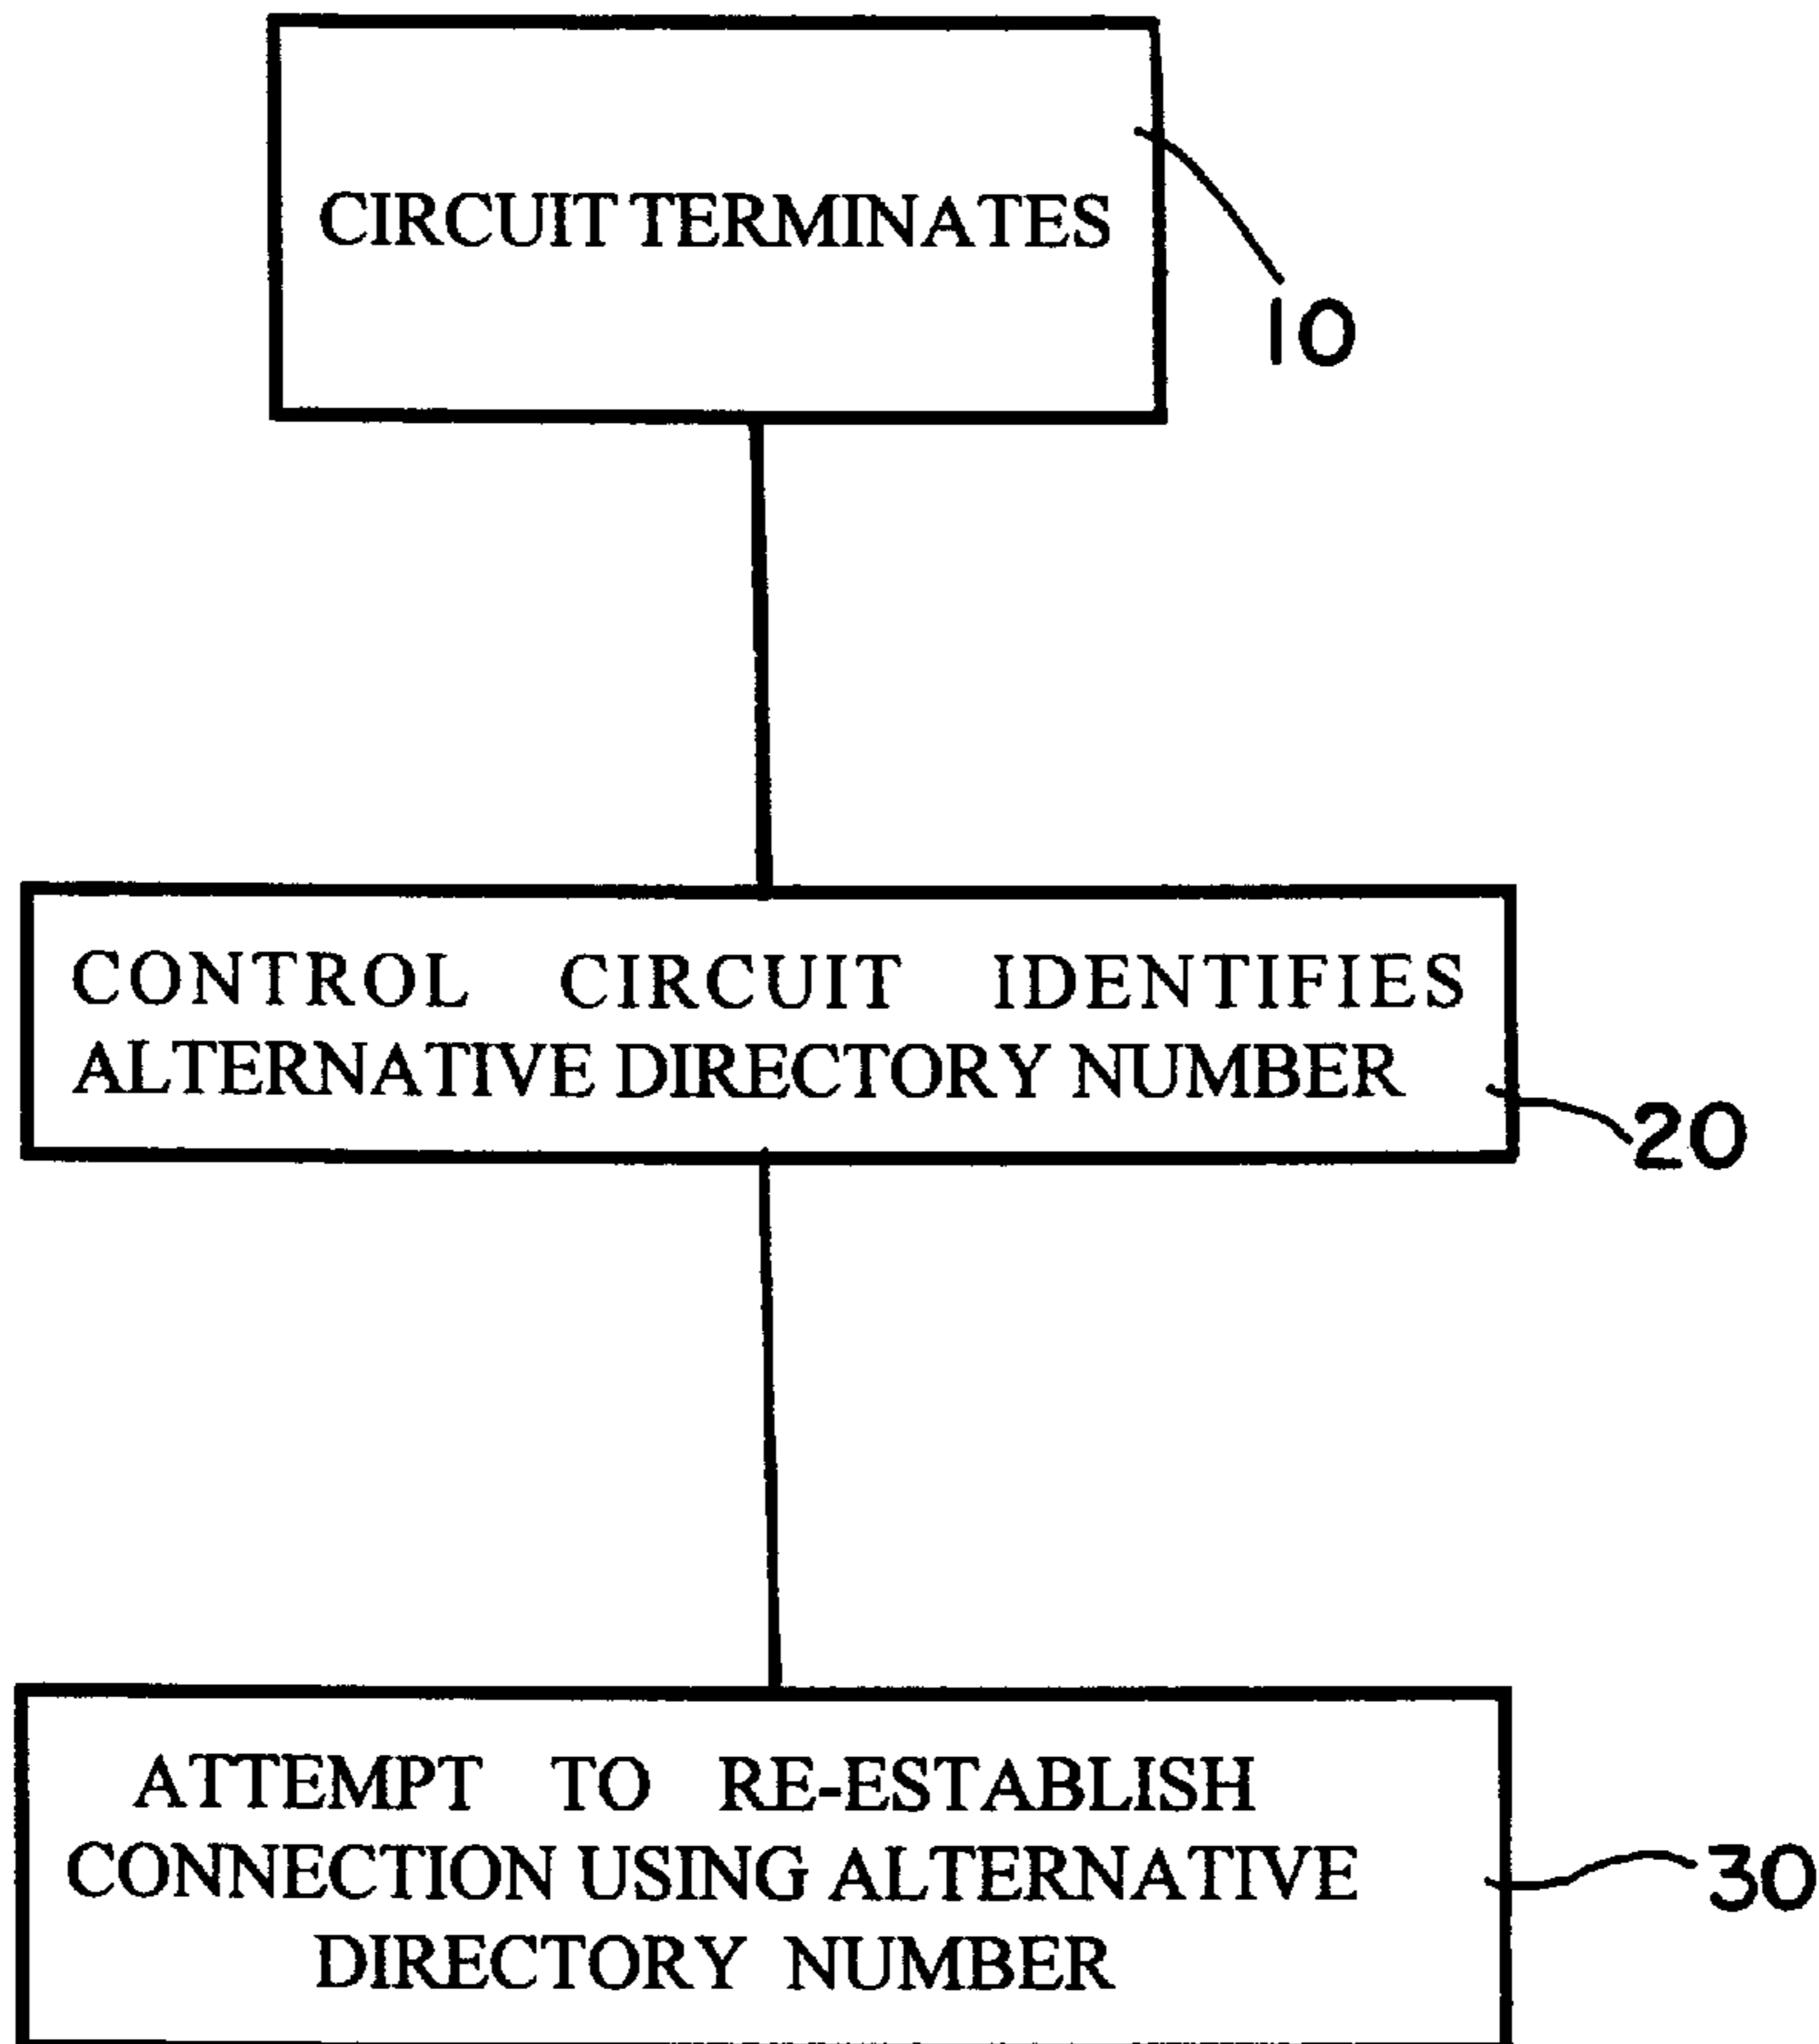 CIRCUIT TERMINATES
10
CONTROL CIRCUIT IDENTIFIES
ALTERNATIVE DIRECTORY NUMBER
20
ATTEMPT TO RE-ESTABLISH
CONNECTION USING ALTERNATIVE
DIRECTORY NUMBER
30